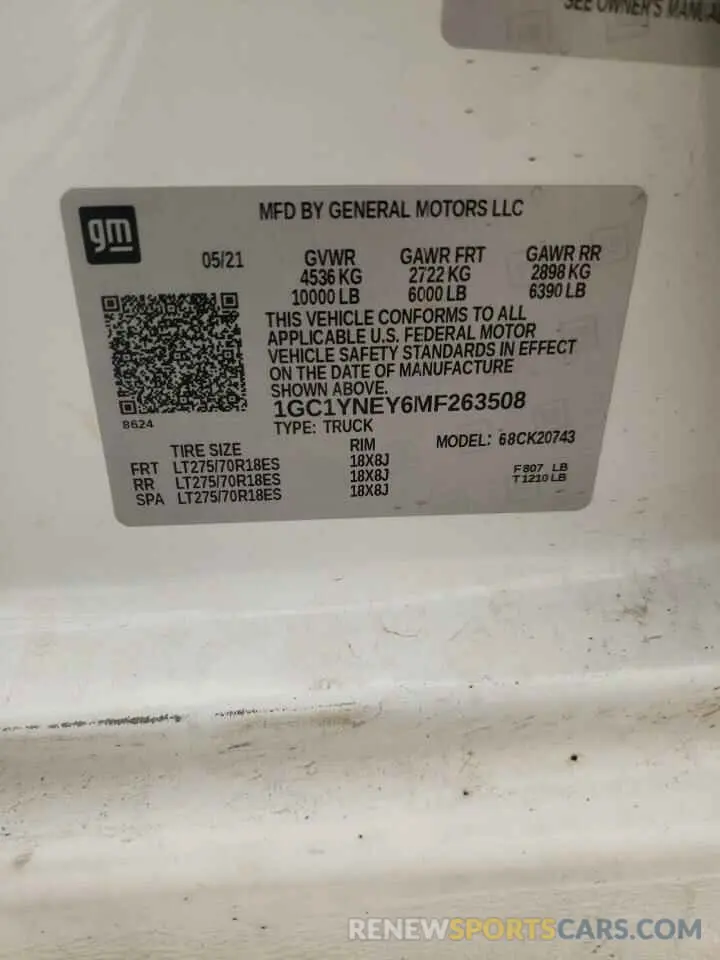 SEE OWNER'S MANUAL
gm
MFD BY GENERAL MOTORS LLC
05/21 GVWR GAWR FRT GAWR RR
4536 KG 2722 KG 2898 KG
10000 LB 6000 LB 6390 LB
THIS VEHICLE CONFORMS TO ALL
APPLICABLE U.S. FEDERAL MOTOR
VEHICLE SAFETY STANDARDS IN EFFECT
ON THE DATE OF MANUFACTURE
SHOWN ABOVE.
1GC1YNEY6MF263508
8624
TYPE: TRUCK
TIRE SIZE RIM MODEL: 68CK20743
FRT LT275/70R18ES 18X8J
RR LT275/70R18ES 18X8J
SPA LT275/70R18ES 18X8J
F 807 LB
T 1210 LB
RENEWSPORTSCARS.COM